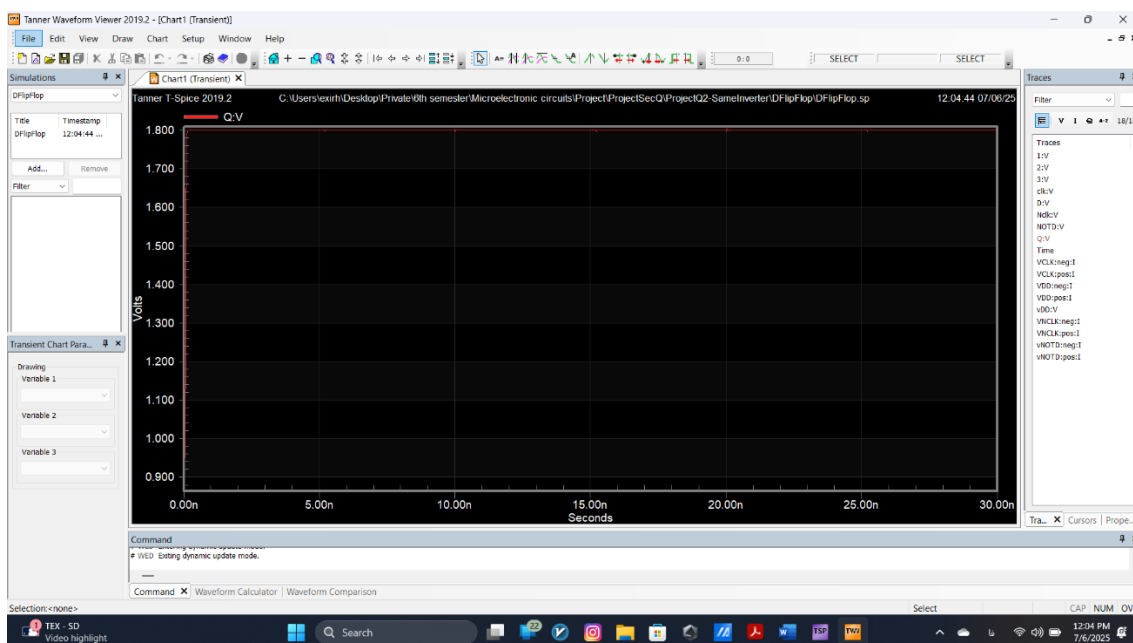 Tanner Waveform Viewer 2019.2 - [Chart1 (Transient)]
File Edit View Draw Chart Setup Window Help
0:0 SELECT SELECT
Simulations
DFlipFlop
Title Timestamp
DFlipFlop 12:04:44 ...
Add... Remove
Filter
Transient Chart Para...
Drawing
Variable 1
Variable 2
Variable 3
Chart1 (Transient)
Tanner T-Spice 2019.2 C:\Users\exirh\Desktop\Private\6th semester\Microelectronic circuits\Project\ProjectSecQ\ProjectQ2-SameInverter\DFlipFlop\DFlipFlop.sp 12:04:44 07/06/25
Q:V
1.800
1.700
1.600
1.500
1.400
1.300
1.200
1.100
1.000
0.900
Volts
0.00n 5.00n 10.00n 15.00n 20.00n 25.00n 30.00n
Seconds
Command
# WED Exiting dynamic update mode.
Command Waveform Calculator Waveform Comparison
Traces
Filter
V I A-Z 18/1
Traces
1:V
2:V
3:V
clk:V
D:V
Nclk:V
NOTD:V
Q:V
Time
VCLK:neg:I
VCLK:pos:I
VDD:neg:I
VDD:pos:I
vDD:V
VNCLK:neg:I
VNCLK:pos:I
vNOTD:neg:I
vNOTD:pos:I
Tra... Cursors Prope...
Selection:<none> Select CAP NUM OV
1
TEX - SD
Video highlight
Search
22
TSP
TWV
12:04 PM
7/6/2025